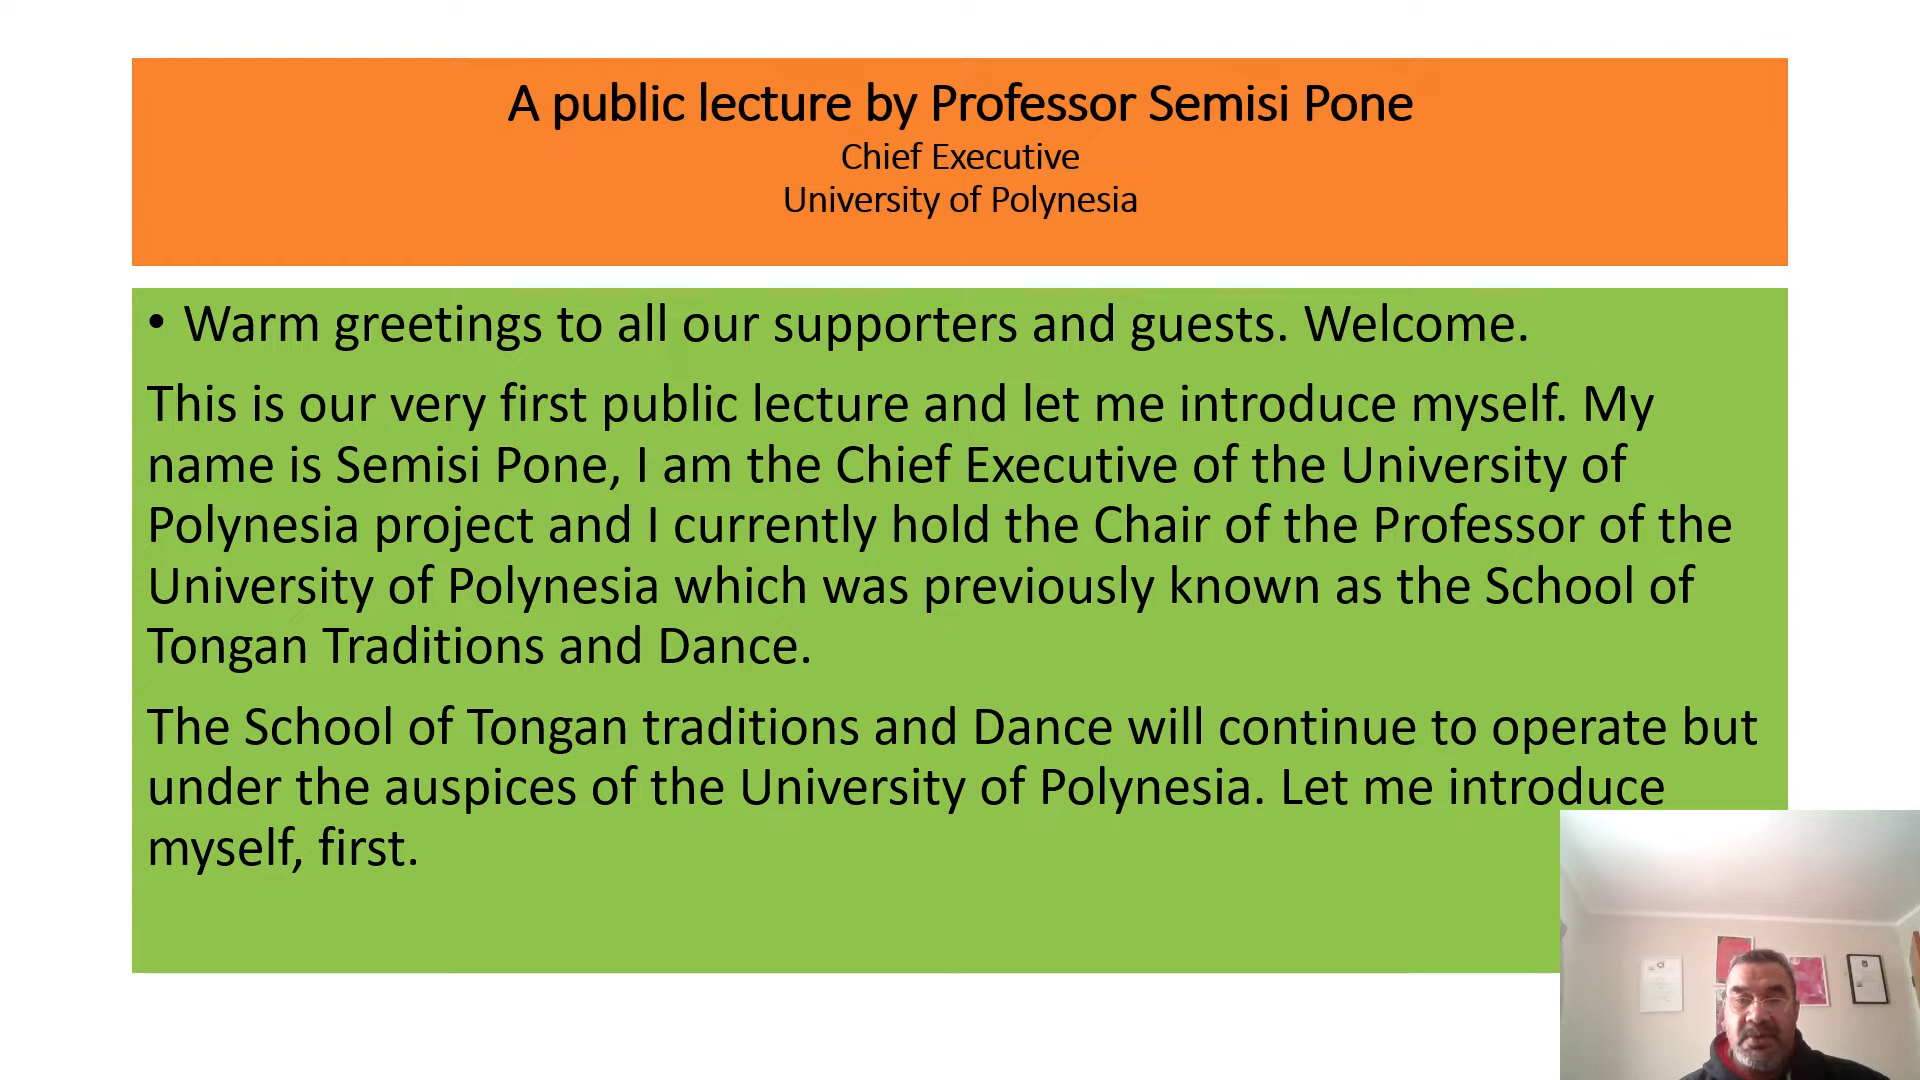 A public lecture by Professor Semisi Pone
Chief Executive
University of Polynesia
• Warm greetings to all our supporters and guests. Welcome.
This is our very first public lecture and let me introduce myself. My
name is Semisi Pone, I am the Chief Executive of the University of
Polynesia project and I currently hold the Chair of the Professor of the
University of Polynesia which was previously known as the School of
Tongan Traditions and Dance.
The School of Tongan traditions and Dance will continue to operate but
under the auspices of the University of Polynesia. Let me introduce
myself, first.